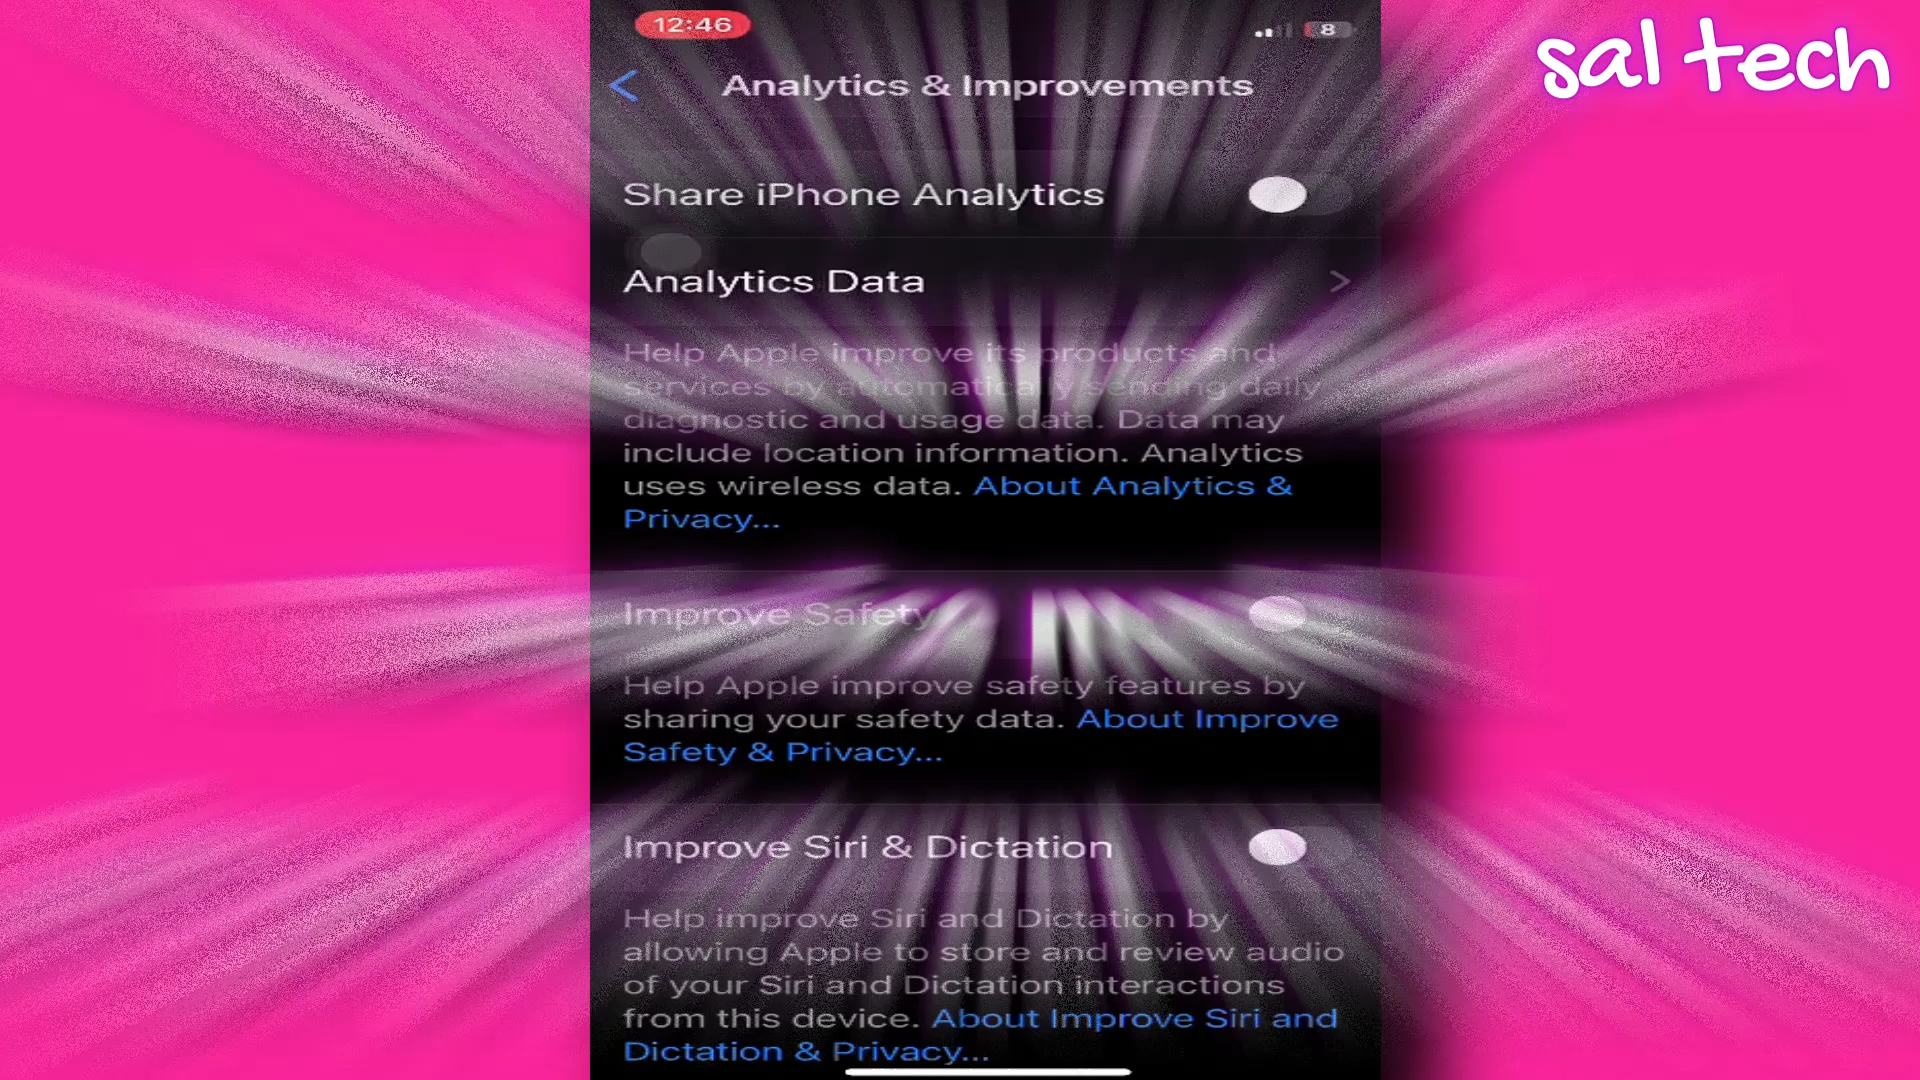 12:46
8
sal tech
Analytics & Improvements
Share iPhone Analytics
Analytics Data
Help Apple improve its products and
services by automatically sending daily
diagnostic and usage data. Data may
include location information. Analytics
uses wireless data. About Analytics &
Privacy...
Improve Safety
Help Apple improve safety features by
sharing your safety data. About Improve
Safety & Privacy...
Improve Siri & Dictation
Help improve Siri and Dictation by
allowing Apple to store and review audio
of your Siri and Dictation interactions
from this device. About Improve Siri and
Dictation & Privacy...